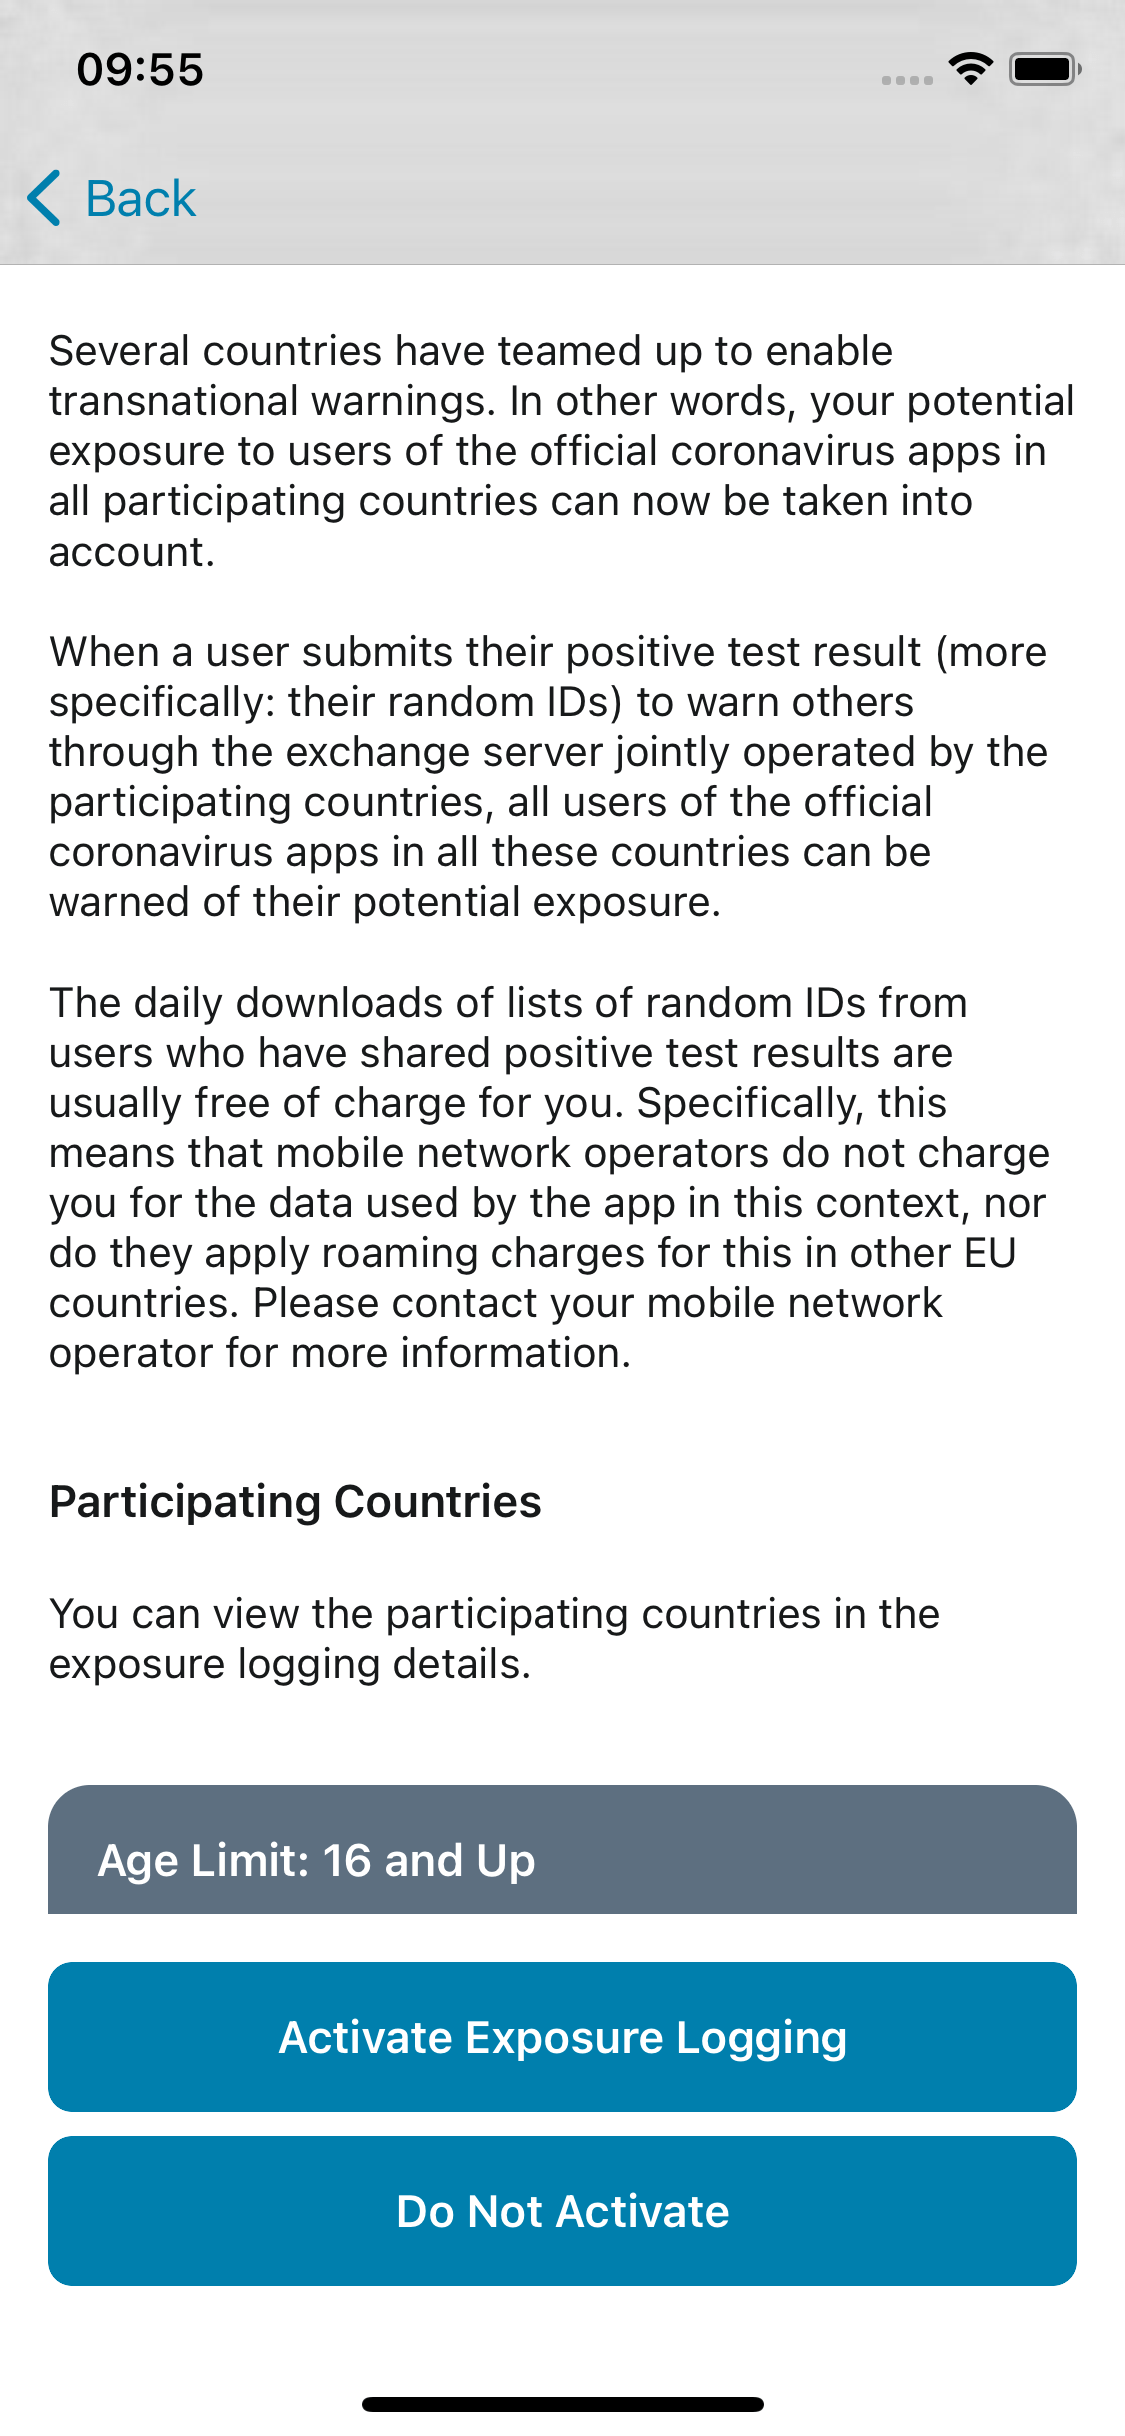 09:55
Back
Several countries have teamed up to enable
transnational warnings. In other words, your potential
exposure to users of the official coronavirus apps in
all participating countries can now be taken into
account.
When a user submits their positive test result (more
specifically: their random IDs) to warn others
through the exchange server jointly operated by the
participating countries, all users of the official
coronavirus apps in all these countries can be
warned of their potential exposure.
The daily downloads of lists of random IDs from
users who have shared positive test results are
usually free of charge for you. Specifically, this
means that mobile network operators do not charge
you for the data used by the app in this context, nor
do they apply roaming charges for this in other EU
countries. Please contact your mobile network
operator for more information.
Participating Countries
You can view the participating countries in the
exposure logging details.
Age Limit: 16 and Up
Activate Exposure Logging
Do Not Activate